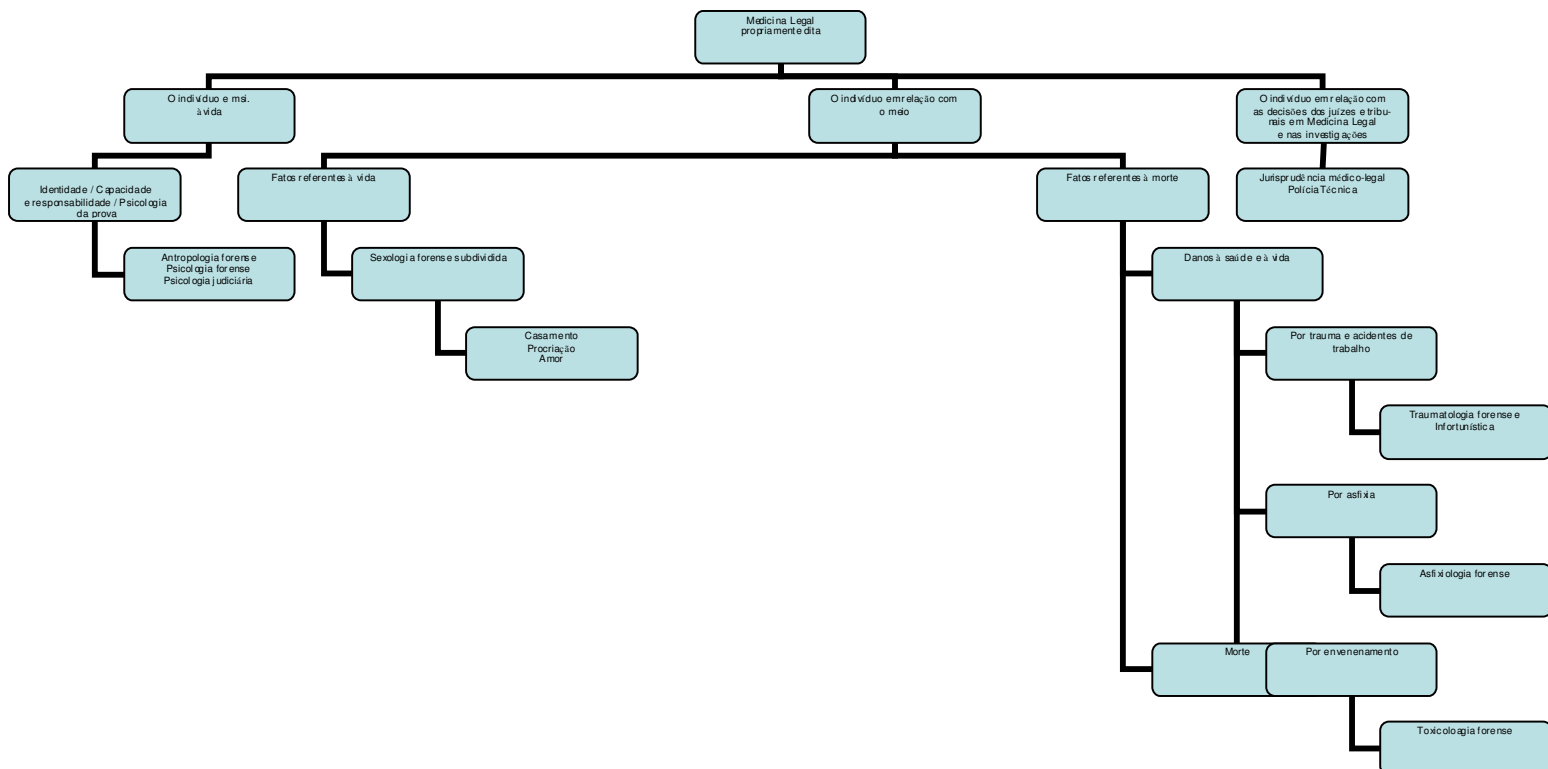 Medicina Legal
propriamente dita
O indivíduo e msi.
à vida
O indivíduo em relação com
o meio
O indivíduo em relação com
as decisões dos juízes e tribu-
nais em Medicina Legal
e nas investigações
Identidade / Capacidade
e responsabilidade / Psicologia
da prova
Fatos referentes à vida
Fatos referentes à morte
Jurisprudência médico-legal
Polícia Técnica
Antropologia forense
Psicologia forense
Psicologia judiciária
Sexologia forense subdividida
Danos à saúde e à vida
Casamento
Procriação
Amor
Por trauma e acidentes de
trabalho
Traumatologia forense e
Infortunística
Por asfixia
Asfixiologia forense
Morte
Por envenenamento
Toxicoloagia forense